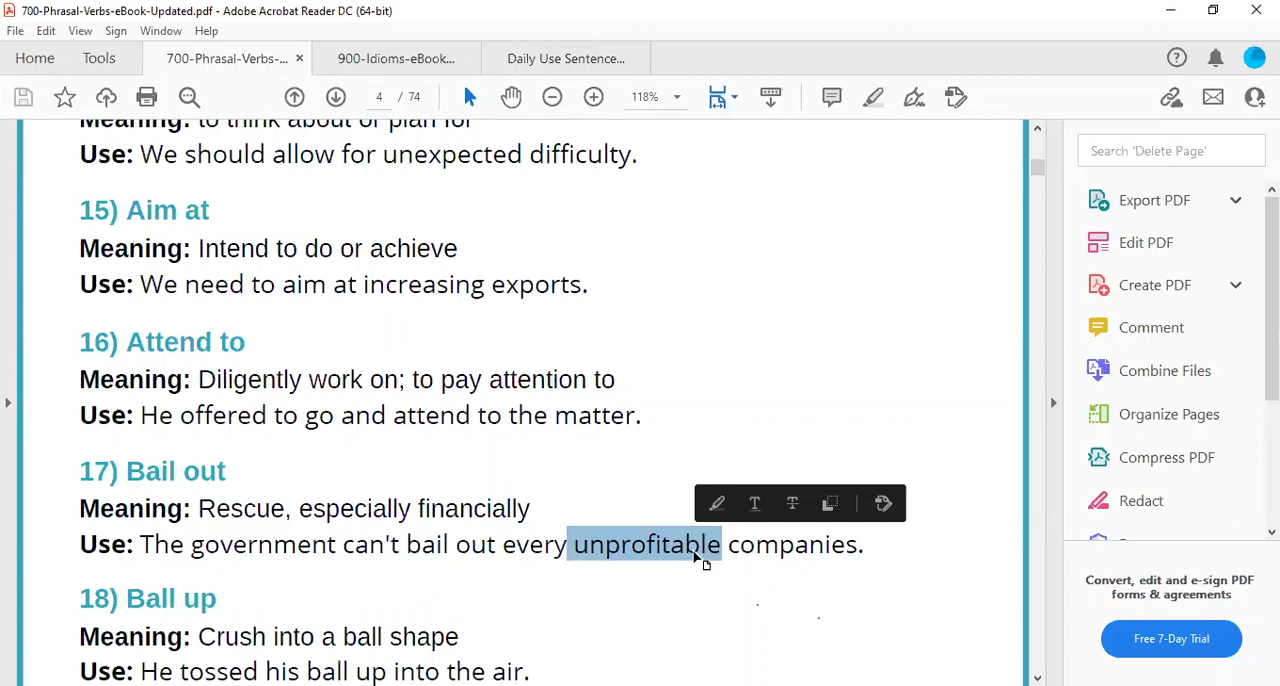 700-Phrasal-Verbs-eBook-Updated.pdf - Adobe Acrobat Reader DC (64-bit)
File Edit View Sign Window Help
Home Tools 700-Phrasal-Verbs-... × 900-Idioms-eBook... Daily Use Sentence...
4 / 74 118%
Meaning: to think about or plan for
Use: We should allow for unexpected difficulty.
15) Aim at
Meaning: Intend to do or achieve
Use: We need to aim at increasing exports.
16) Attend to
Meaning: Diligently work on; to pay attention to
Use: He offered to go and attend to the matter.
17) Bail out
Meaning: Rescue, especially financially
Use: The government can't bail out every unprofitable companies.
18) Ball up
Meaning: Crush into a ball shape
Use: He tossed his ball up into the air.
Search 'Delete Page'
Export PDF
Edit PDF
Create PDF
Comment
Combine Files
Organize Pages
Compress PDF
Redact
Convert, edit and e-sign PDF
forms & agreements
Free 7-Day Trial